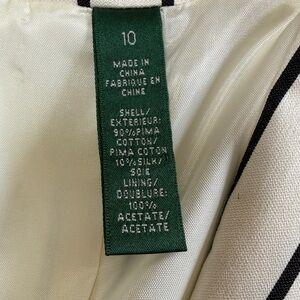 10
MADE IN
CHINA
FABRIQUE EN
CHINE
SHELL/
EXTERIEUR:
90%PIMA
COTTON/
PIMA COTON
10%SILK/
SOIE
LINING/
DOUBLURE:
100%
ACETATE/
ACETATE